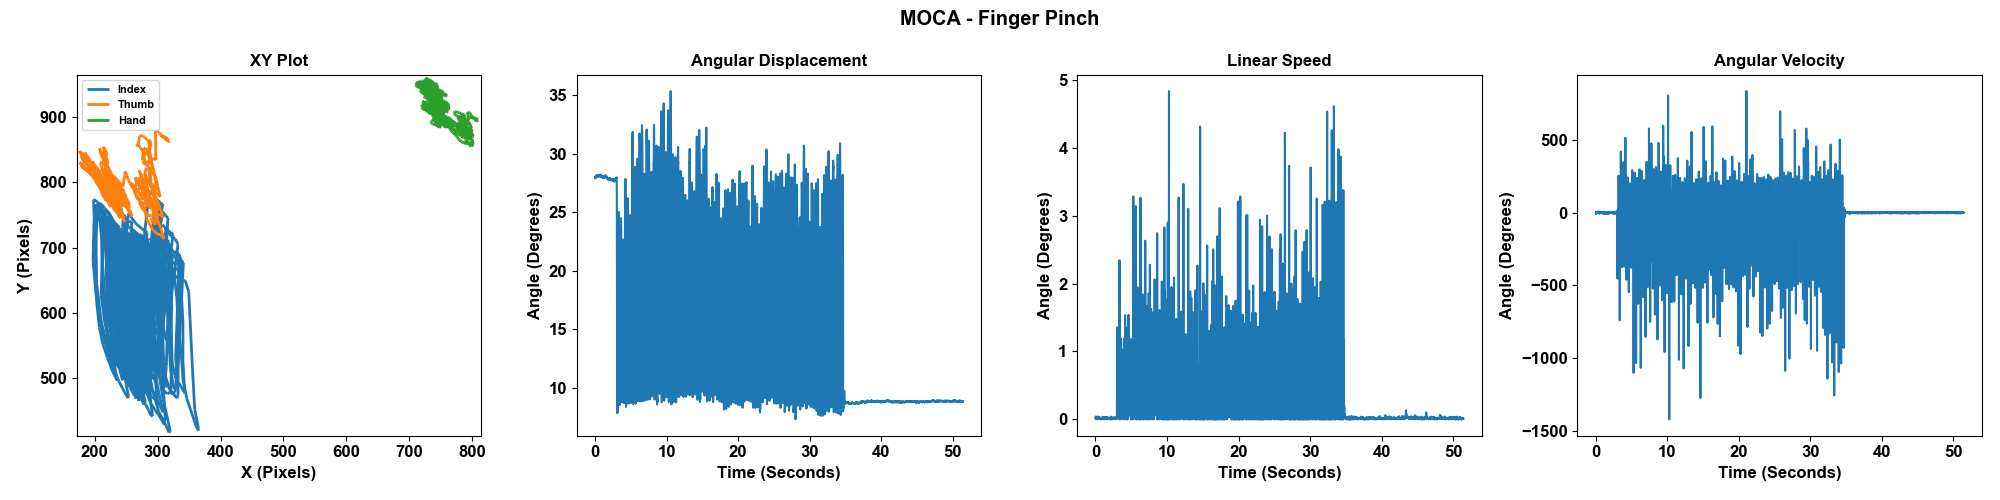 MOCA - Finger Pinch
XY Plot
Index
Thumb
Hand
900
800
700
600
500
Y (Pixels)
200 300 400 500 600 700 800
X (Pixels)
Angular Displacement
35
30
25
20
15
10
Angle (Degrees)
0 10 20 30 40 50
Time (Seconds)
Linear Speed
5
4
3
2
1
0
Angle (Degrees)
0 10 20 30 40 50
Time (Seconds)
Angular Velocity
500
0
−500
−1000
−1500
Angle (Degrees)
0 10 20 30 40 50
Time (Seconds)